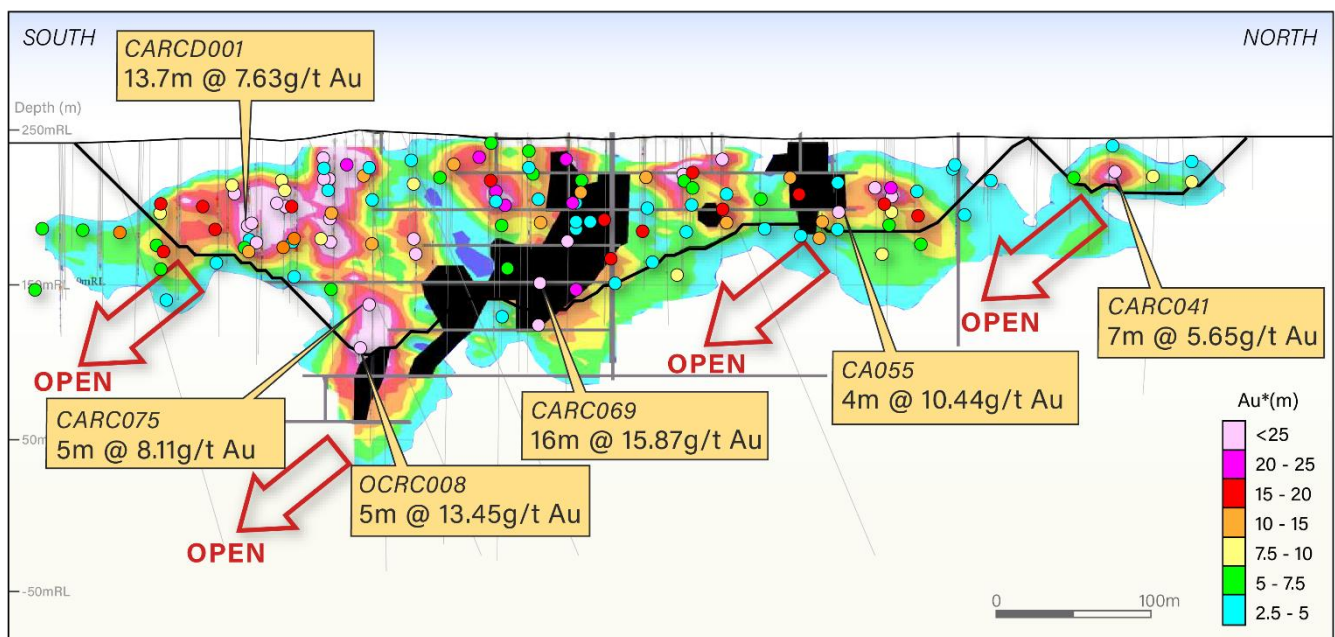 SOUTH
NORTH
CARCD001
13.7m @ 7.63g/t Au
Depth (m)
250mRL
150mRL
0mRL
50mRL
-50mRL
OPEN
OPEN
OPEN
OPEN
CARC041
7m @ 5.65g/t Au
CA055
4m @ 10.44g/t Au
CARC069
16m @ 15.87g/t Au
CARC075
5m @ 8.11g/t Au
OCRC008
5m @ 13.45g/t Au
Au*(m)
<25
20 - 25
15 - 20
10 - 15
7.5 - 10
5 - 7.5
2.5 - 5
0
100m